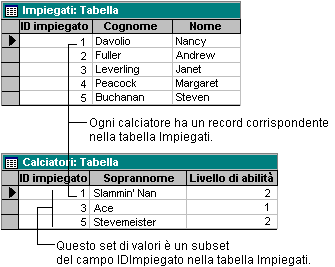 Impiegati: Tabella
ID impiegato Cognome Nome
1 Davolio Nancy
2 Fuller Andrew
3 Leverling Janet
4 Peacock Margaret
5 Buchanan Steven
Ogni calciatore ha un record corrispondente
nella tabella Impiegati.
Calciatori: Tabella
ID impiegato Soprannome Livello di abilità
1 Slammin' Nan 2
3 Ace 1
5 Stevemeister 2
Questo set di valori è un subset
del campo IDImpiegato nella tabella Impiegati.